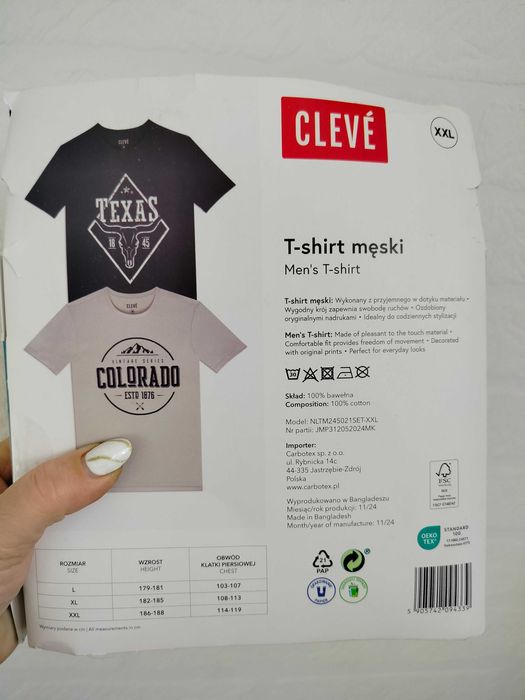 CLEVÉ
XXL
CLEVÉ
TEXAS
18 45
CLEVÉ
VINTAGE SERIES
COLORADO
ESTD 1876
T-shirt męski
Men's T-shirt
T-shirt męski: Wykonany z przyjemnego w dotyku materiału •
Wygodny krój zapewnia swobodę ruchów • Ozdobiony
oryginalnymi nadrukami • Idealny do codziennych stylizacji
Men's T-shirt: Made of pleasant to the touch material •
Comfortable fit provides freedom of movement • Decorated
with original prints • Perfect for everyday looks
30
Skład: 100% bawełna
Composition: 100% cotton
Model: NLTM245021SET-XXL
Nr partii: JMP312052024MK
Importer:
Carbotex sp. z o.o.
ul. Rybnicka 14c
44-335 Jastrzębie-Zdrój
Polska
www.carbotex.pl
Wyprodukowano w Bangladeszu
Miesiąc/rok produkcji: 11/24
Made in Bangladesh
Month/year of manufacture: 11/24
FSC
MIX
OEKO
TEX®
STANDARD
100
ROZMIAR
SIZE
WZROST
HEIGHT
OBWÓD
KLATKI PIERSIOWEJ
CHEST
L 179-181 103-107
XL 182-185 108-113
XXL 186-188 114-119
Wymiary podane w cm | All measurements in cm
21
PAP
OPAKOWANIE
PAPIER
5 905742 094339